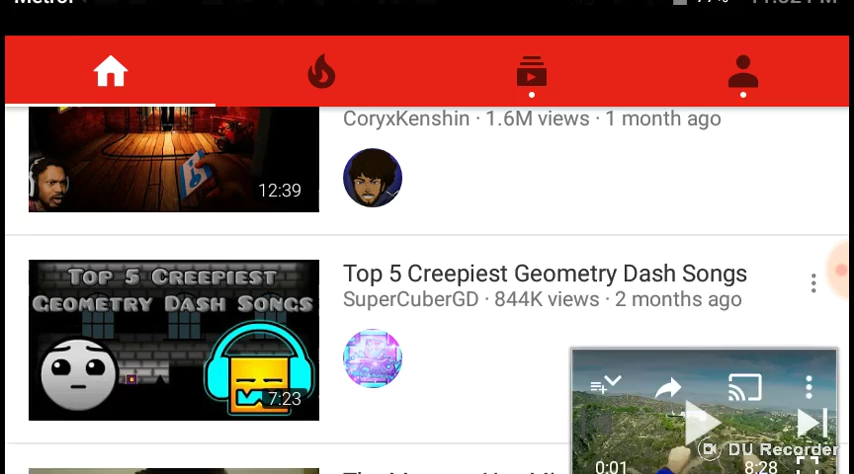 CoryxKenshin · 1.6M views · 1 month ago
12:39
TOP 5 CREEPIEST
GEOMETRY DASH SONGS
7:23
Top 5 Creepiest Geometry Dash Songs
SuperCuberGD · 844K views · 2 months ago
DU Recorder
0:01
8:28